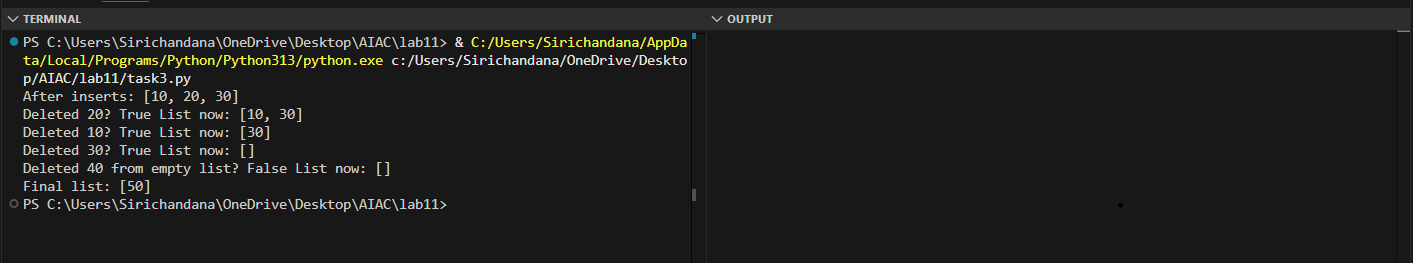 TERMINAL
PS C:\Users\Sirichandana\OneDrive\Desktop\AIAC\lab11> & C:/Users/Sirichandana/AppDa
ta/Local/Programs/Python/Python313/python.exe c:/Users/Sirichandana/OneDrive/Deskto
p/AIAC/lab11/task3.py
After inserts: [10, 20, 30]
Deleted 20? True List now: [10, 30]
Deleted 10? True List now: [30]
Deleted 30? True List now: []
Deleted 40 from empty list? False List now: []
Final list: [50]
PS C:\Users\Sirichandana\OneDrive\Desktop\AIAC\lab11>
OUTPUT